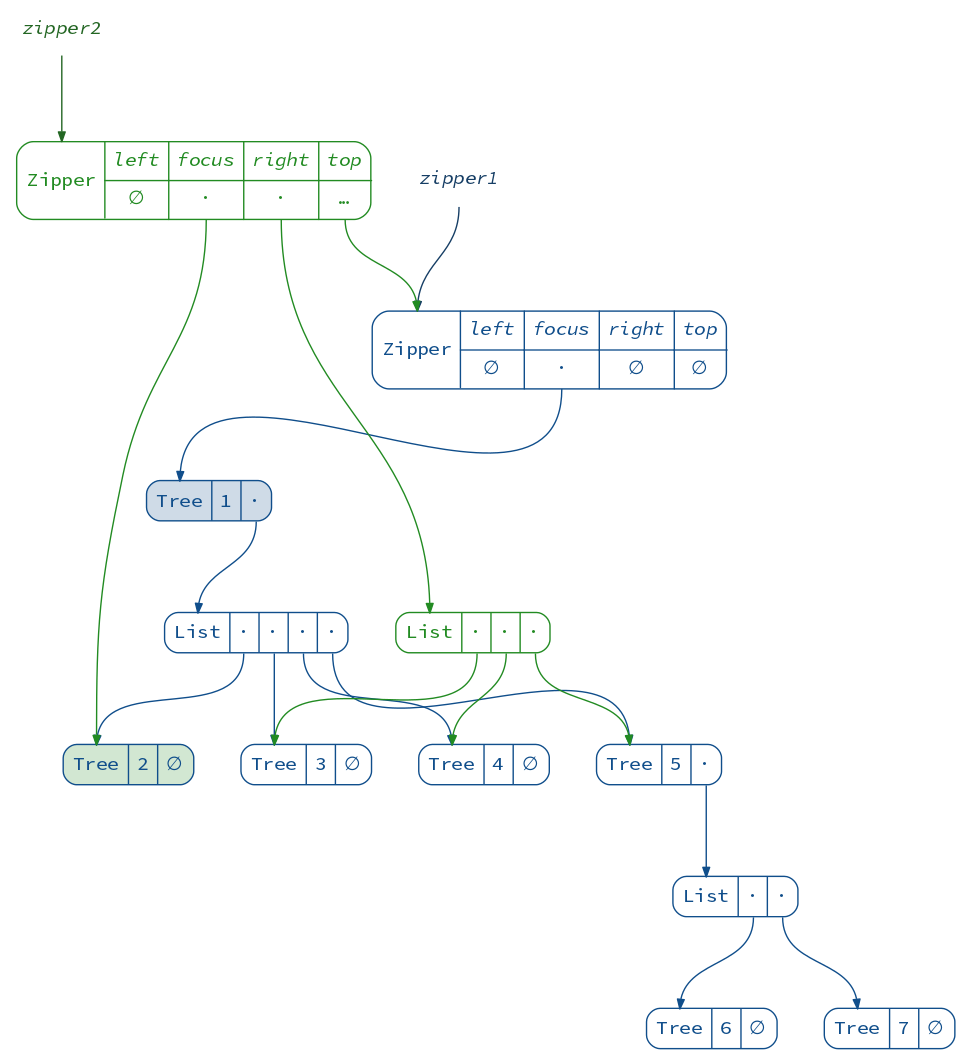 zipper2
Zipper left focus right top
∅ · · …
zipper1
Zipper left focus right top
∅ · ∅ ∅
Tree 1 ·
List · · · ·
List · · ·
Tree 2 ∅
Tree 3 ∅
Tree 4 ∅
Tree 5 ·
List · ·
Tree 6 ∅
Tree 7 ∅